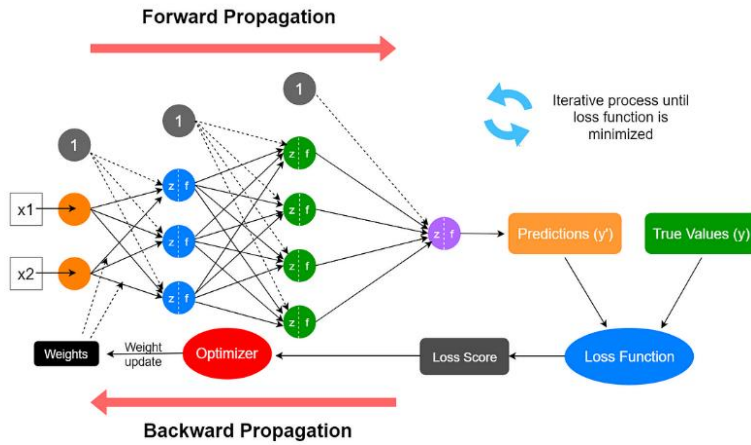 Forward Propagation
1
1
1
Iterative process until
loss function is
minimized
z f
z f
x1
z f
z f
z f
Predictions (y')
True Values (y)
x2
z f
z f
z f
Weights
Weight
update
Optimizer
Loss Score
Loss Function
Backward Propagation